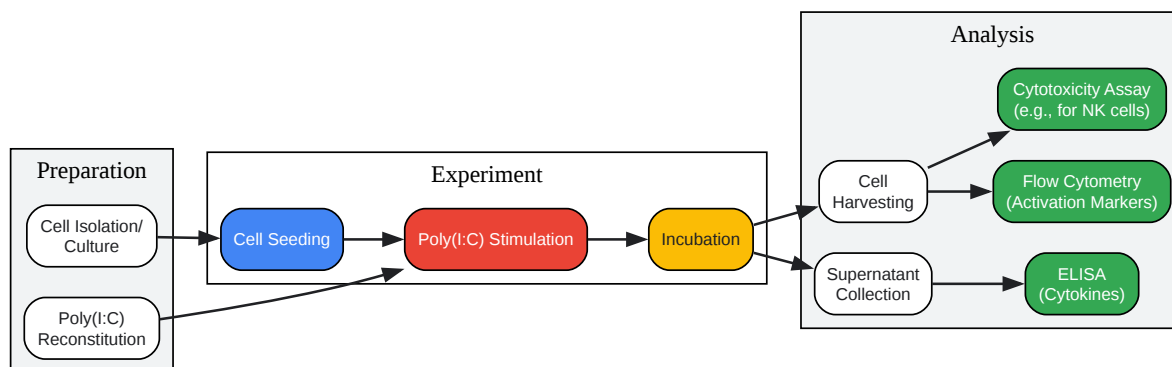 Preparation
Cell Isolation/
Culture
Poly(I:C)
Reconstitution
Experiment
Cell Seeding
Poly(I:C) Stimulation
Incubation
Analysis
Cell
Harvesting
Supernatant
Collection
Cytotoxicity Assay
(e.g., for NK cells)
Flow Cytometry
(Activation Markers)
ELISA
(Cytokines)